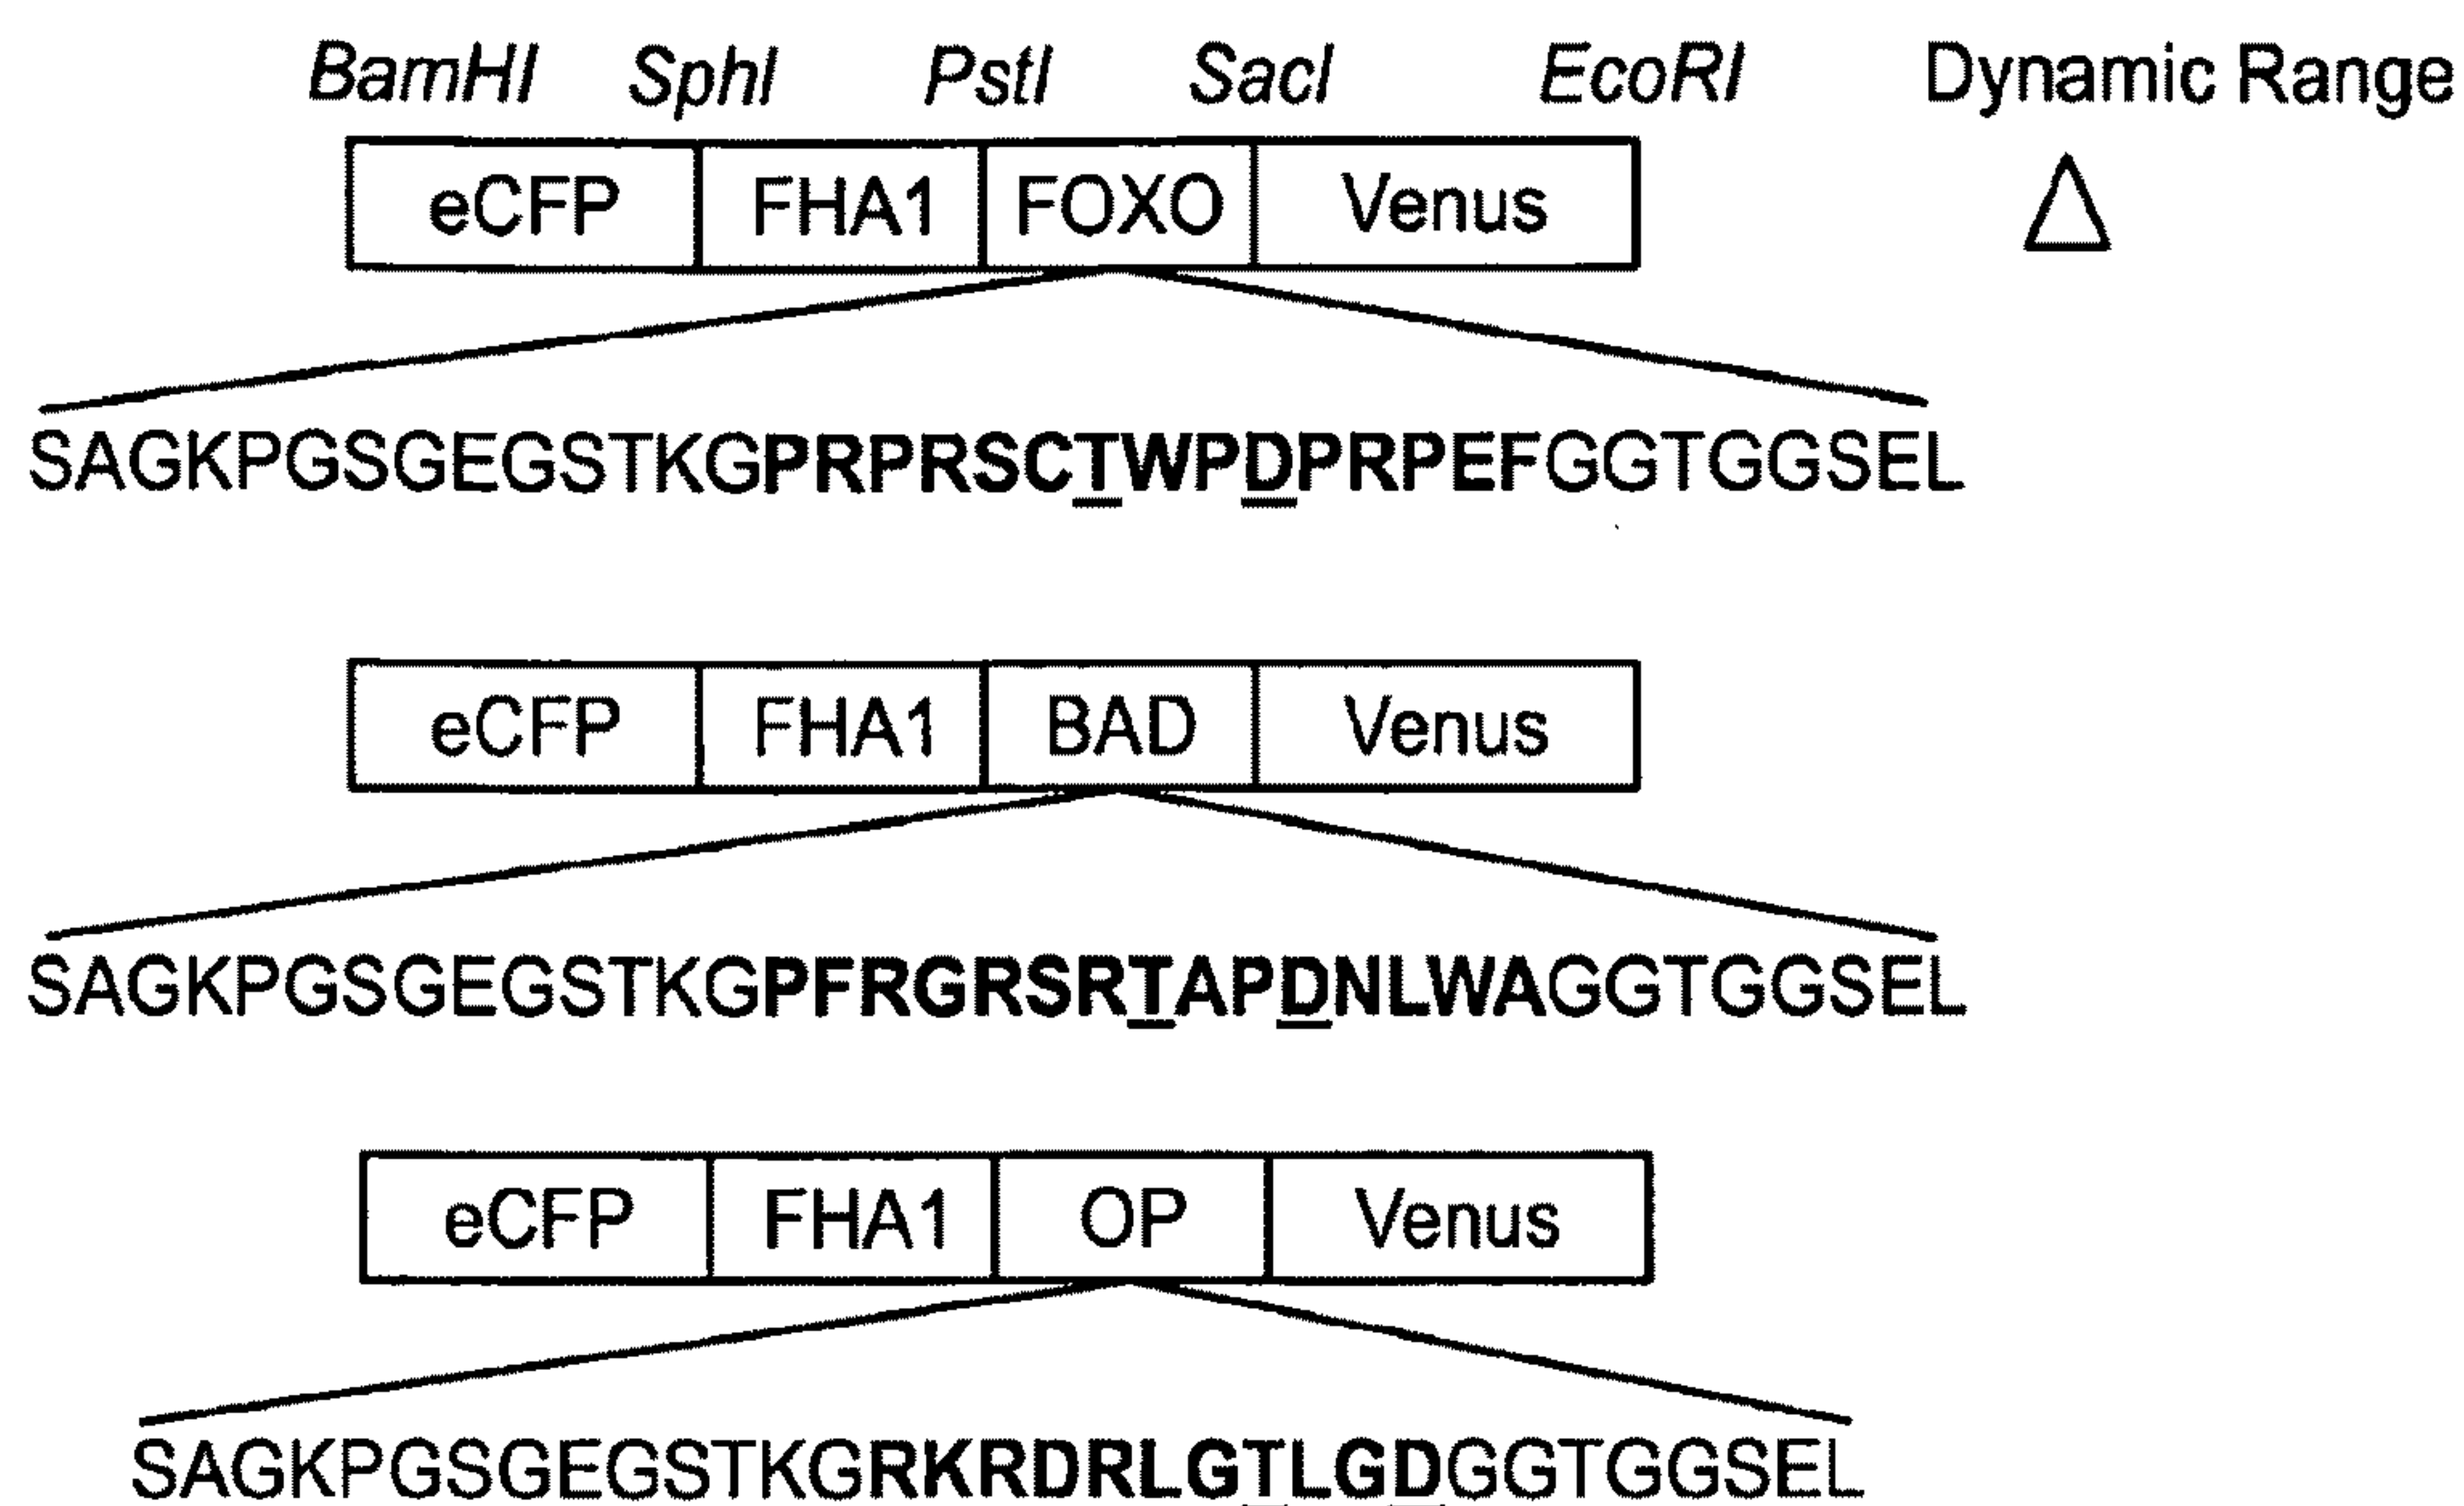 BamHI SphI PstI SacI EcoRI Dynamic Range
eCFP FHA1 FOXO Venus Δ
SAGKPGSGEGSTKGPRPRSCTWPDPRPEFGGTGGSEL
eCFP FHA1 BAD Venus
SAGKPGSGEGSTKGPFRGRSRTAPDNLWAGGTGGSEL
eCFP FHA1 OP Venus
SAGKPGSGEGSTKGRKRDRLGTLGDGGTGGSEL